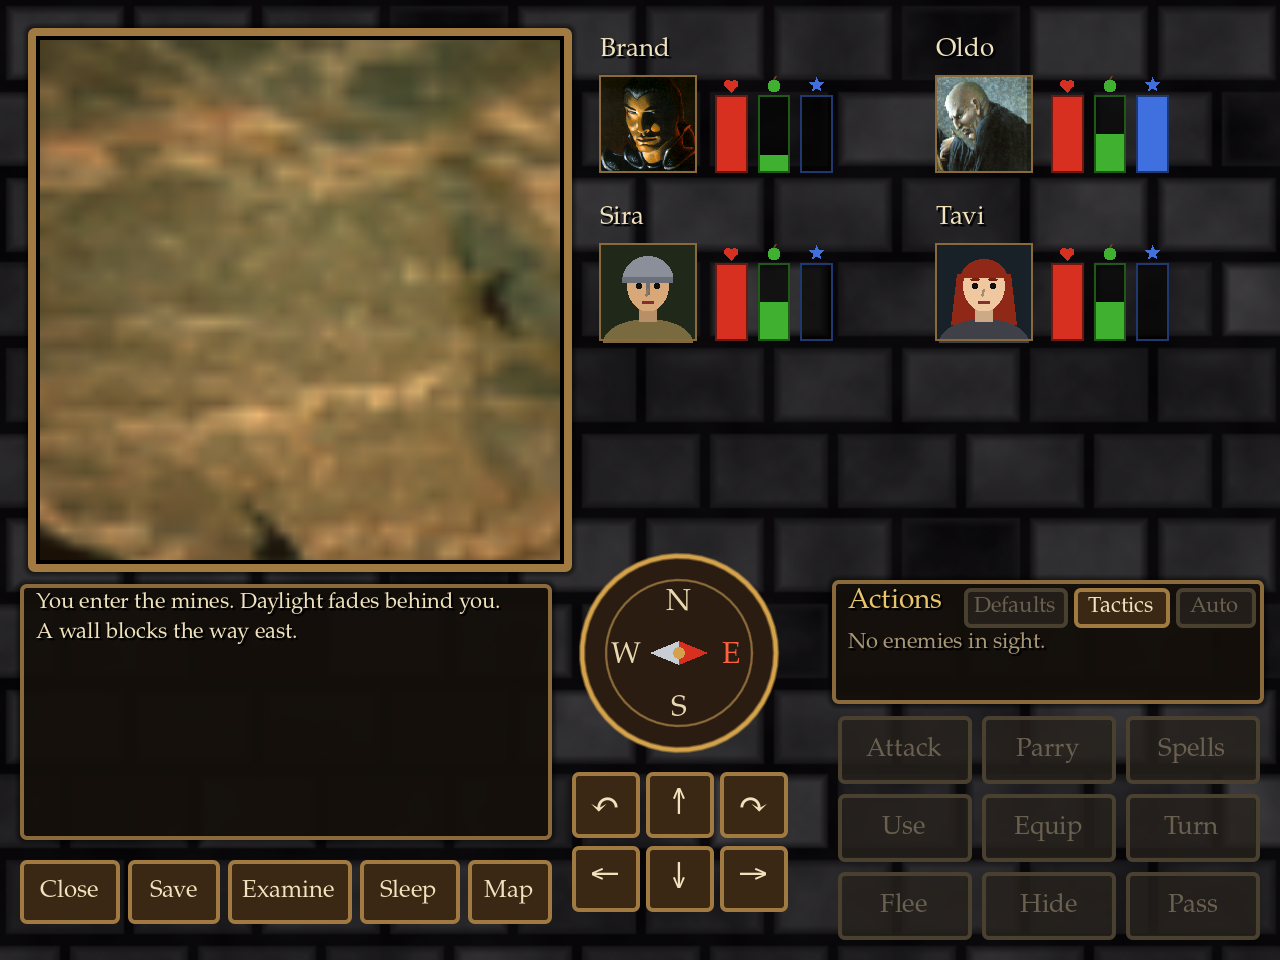 Brand
Oldo
Sira
Tavi
You enter the mines. Daylight fades behind you.
A wall blocks the way east.
N
W E
S
Actions Defaults Tactics Auto
No enemies in sight.
Attack Parry Spells
Use Equip Turn
Flee Hide Pass
Close Save Examine Sleep Map